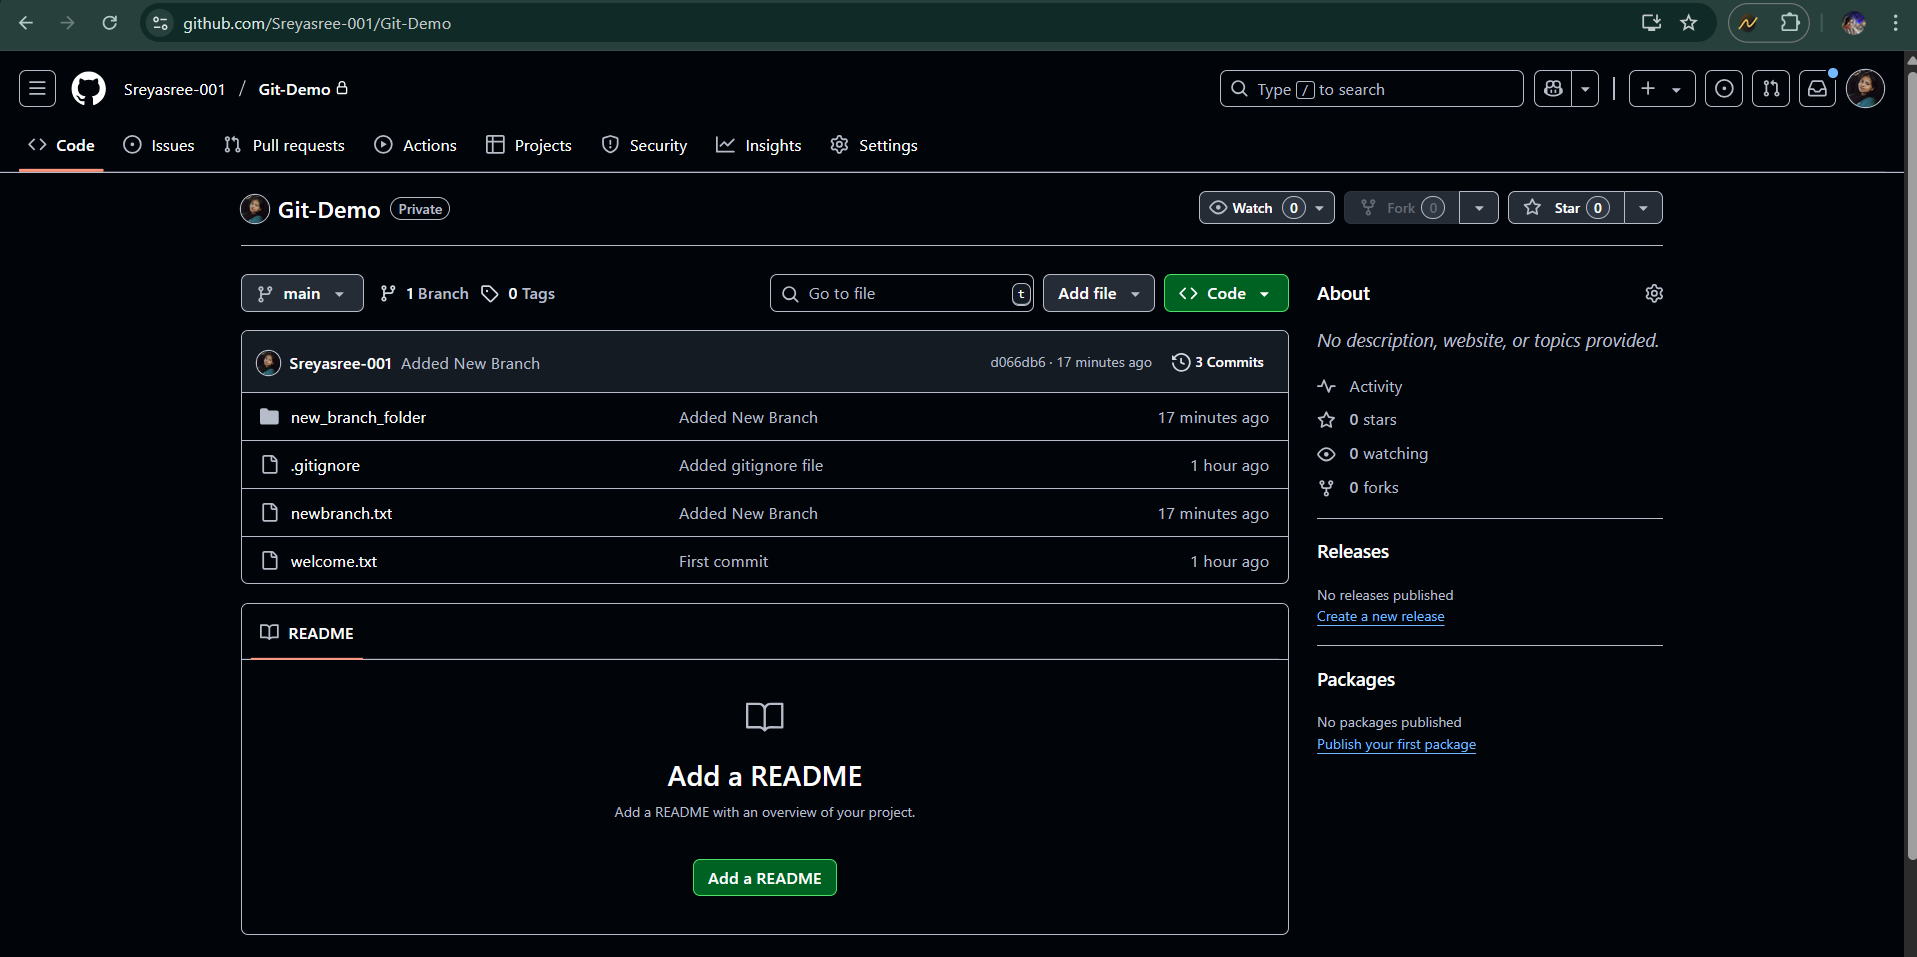 github.com/Sreyasree-001/Git-Demo
Sreyasree-001 / Git-Demo
Type / to search
Code Issues Pull requests Actions Projects Security Insights Settings
Git-Demo Private
Watch 0 Fork 0 Star 0
main 1 Branch 0 Tags Go to file t Add file Code
Sreyasree-001 Added New Branch d066db6 · 17 minutes ago 3 Commits
new_branch_folder Added New Branch 17 minutes ago
.gitignore Added gitignore file 1 hour ago
newbranch.txt Added New Branch 17 minutes ago
welcome.txt First commit 1 hour ago
README
Add a README
Add a README with an overview of your project.
Add a README
About
No description, website, or topics provided.
Activity
0 stars
0 watching
0 forks
Releases
No releases published
Create a new release
Packages
No packages published
Publish your first package